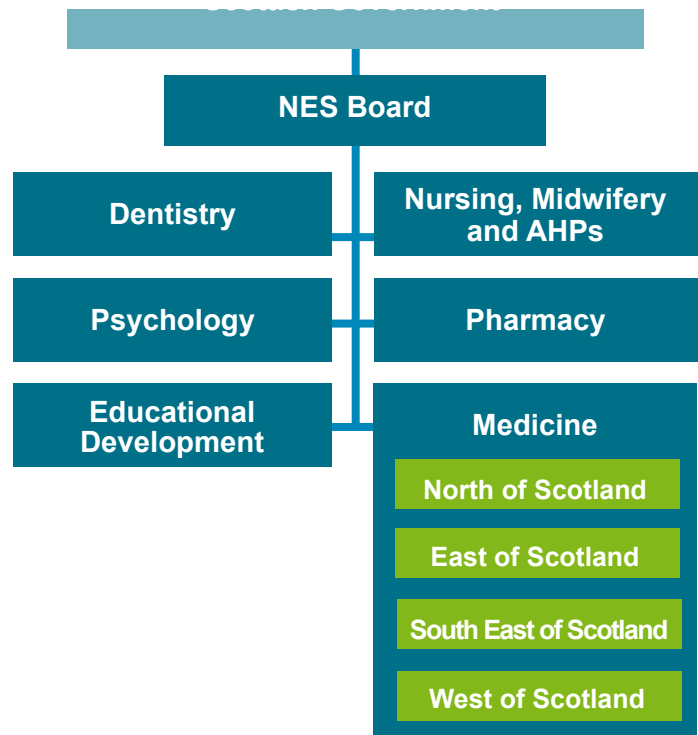 NES Board
Dentistry
Nursing, Midwifery
and AHPs
Psychology
Pharmacy
Educational
Development
Medicine
North of Scotland
East of Scotland
South East of Scotland
West of Scotland